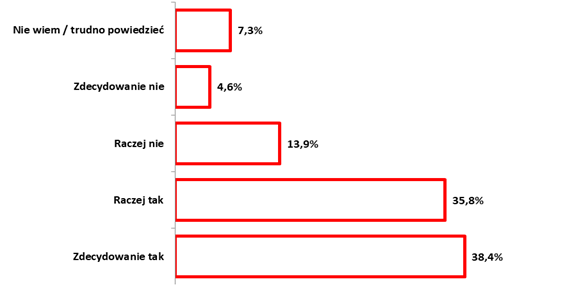 Nie wiem / trudno powiedzieć 7,3%
Zdecydowanie nie 4,6%
Raczej nie 13,9%
Raczej tak 35,8%
Zdecydowanie tak 38,4%